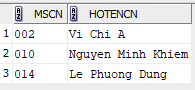 MSCN HOTENCN
1 002 Vi Chi A
2 010 Nguyen Minh Khiem
3 014 Le Phuong Dung